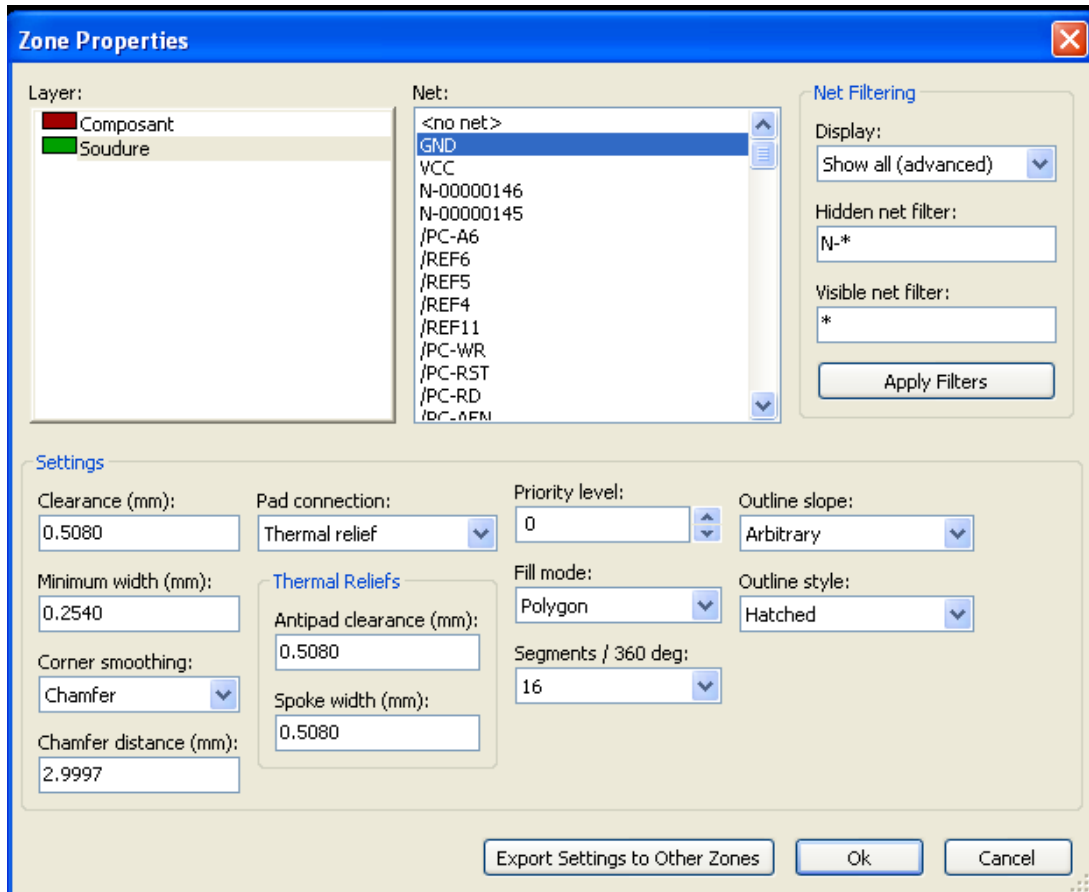 Zone Properties
Layer:
Composant
Soudure
Net:
<no net>
GND
VCC
N-00000146
N-00000145
/PC-A6
/REF6
/REF5
/REF4
/REF11
/PC-WR
/PC-RST
/PC-RD
/PC-AEN
Net Filtering
Display:
Show all (advanced)
Hidden net filter:
N-*
Visible net filter:
*
Apply Filters
Settings
Clearance (mm):
0.5080
Minimum width (mm):
0.2540
Corner smoothing:
Chamfer
Chamfer distance (mm):
2.9997
Pad connection:
Thermal relief
Thermal Reliefs
Antipad clearance (mm):
0.5080
Spoke width (mm):
0.5080
Priority level:
0
Fill mode:
Polygon
Segments / 360 deg:
16
Outline slope:
Arbitrary
Outline style:
Hatched
Export Settings to Other Zones
Ok
Cancel